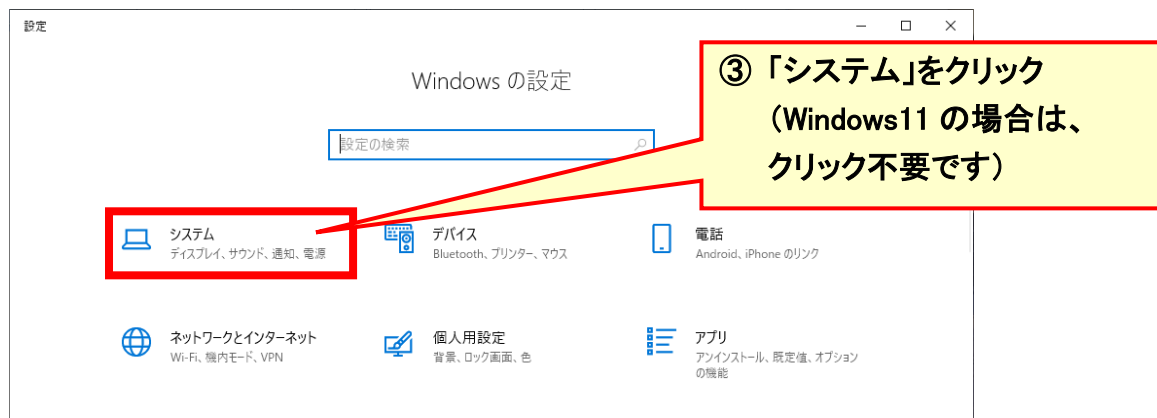 設定
Windows の設定
設定の検索
③ 「システム」をクリック
（Windows11 の場合は、
クリック不要です）
システム
ディスプレイ、サウンド、通知、電源
デバイス
Bluetooth、プリンター、マウス
電話
Android、iPhone のリンク
ネットワークとインターネット
Wi-Fi、機内モード、VPN
個人用設定
背景、ロック画面、色
アプリ
アンインストール、既定値、オプション
の機能